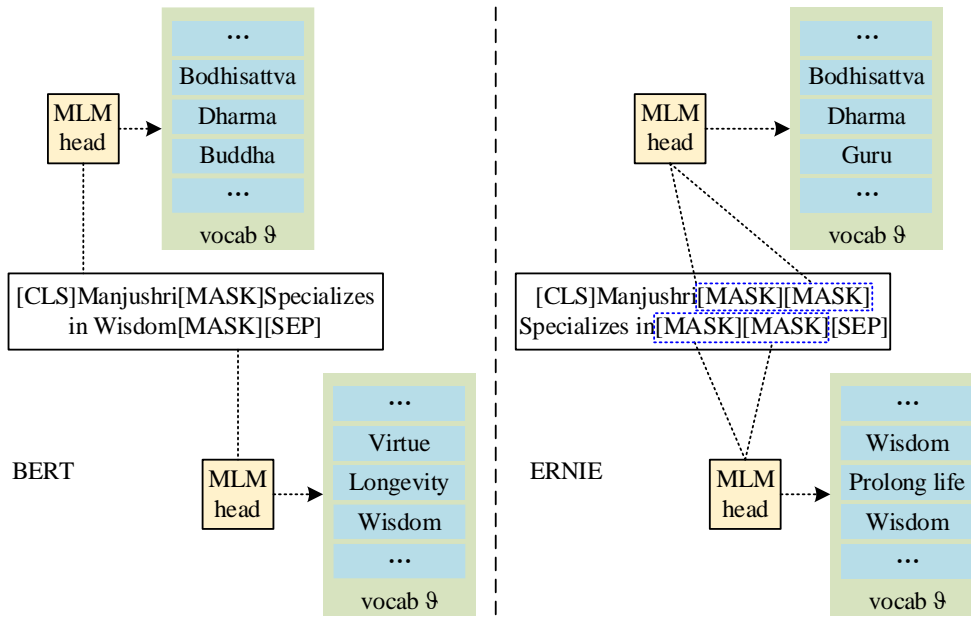 ...
Bodhisattva
Dharma
Buddha
...
vocab ϑ
MLM
head
[CLS]Manjushri[MASK]Specializes
in Wisdom[MASK][SEP]
BERT
MLM
head
...
Virtue
Longevity
Wisdom
...
vocab ϑ
MLM
head
...
Bodhisattva
Dharma
Guru
...
vocab ϑ
[CLS]Manjushri[MASK][MASK]
Specializes in[MASK][MASK][SEP]
ERNIE
MLM
head
...
Wisdom
Prolong life
Wisdom
...
vocab ϑ